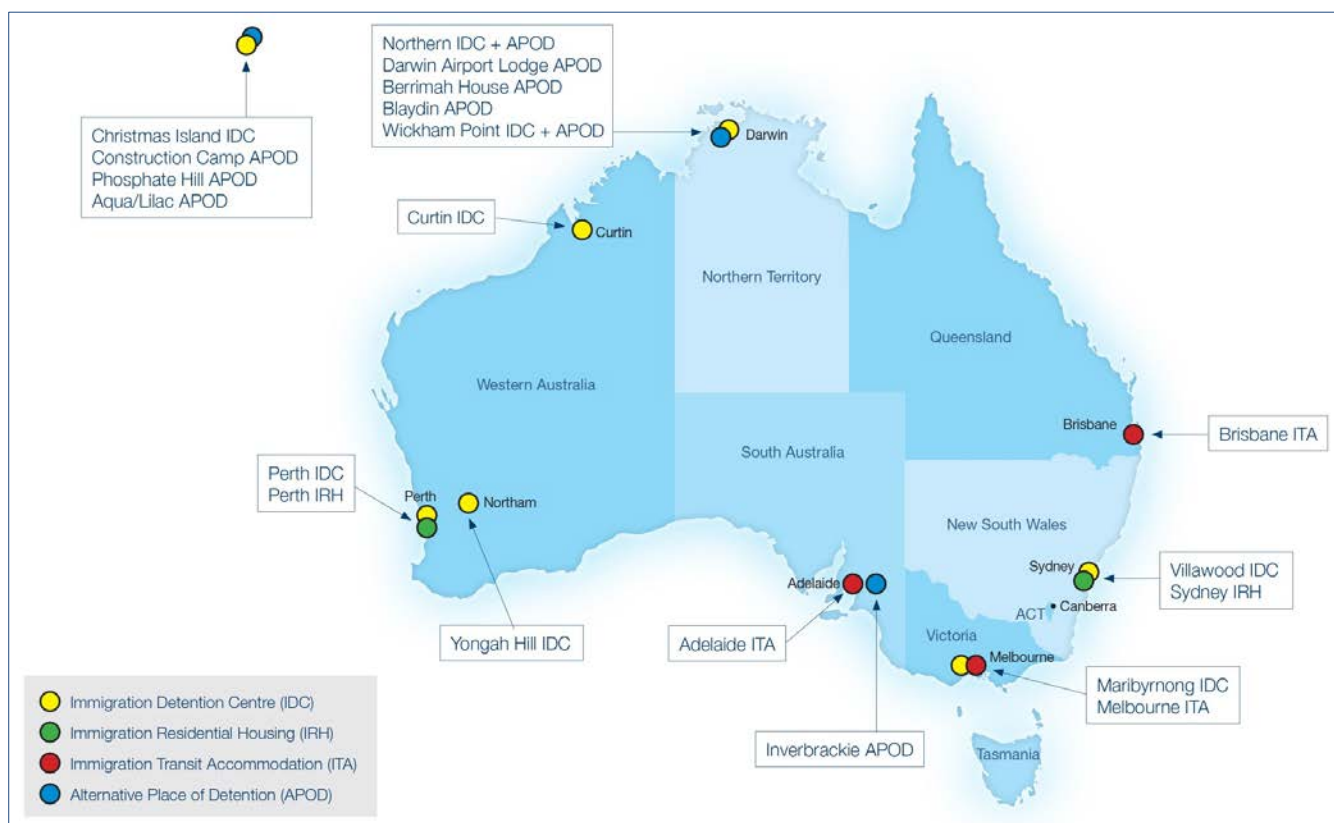 Northern IDC + APOD
Darwin Airport Lodge APOD
Berrimah House APOD
Blaydin APOD
Wickham Point IDC + APOD
Christmas Island IDC
Construction Camp APOD
Phosphate Hill APOD
Aqua/Lilac APOD
Darwin
Curtin IDC
Curtin
Northern Territory
Queensland
Western Australia
Brisbane
Brisbane ITA
South Australia
Perth IDC
Perth IRH
Perth
Northam
New South Wales
Sydney
Villawood IDC
Sydney IRH
Adelaide
Canberra
ACT
Yongah Hill IDC
Adelaide ITA
Victoria
Melbourne
Maribyrnong IDC
Melbourne ITA
Inverbrackie APOD
Tasmania
Immigration Detention Centre (IDC)
Immigration Residential Housing (IRH)
Immigration Transit Accommodation (ITA)
Alternative Place of Detention (APOD)